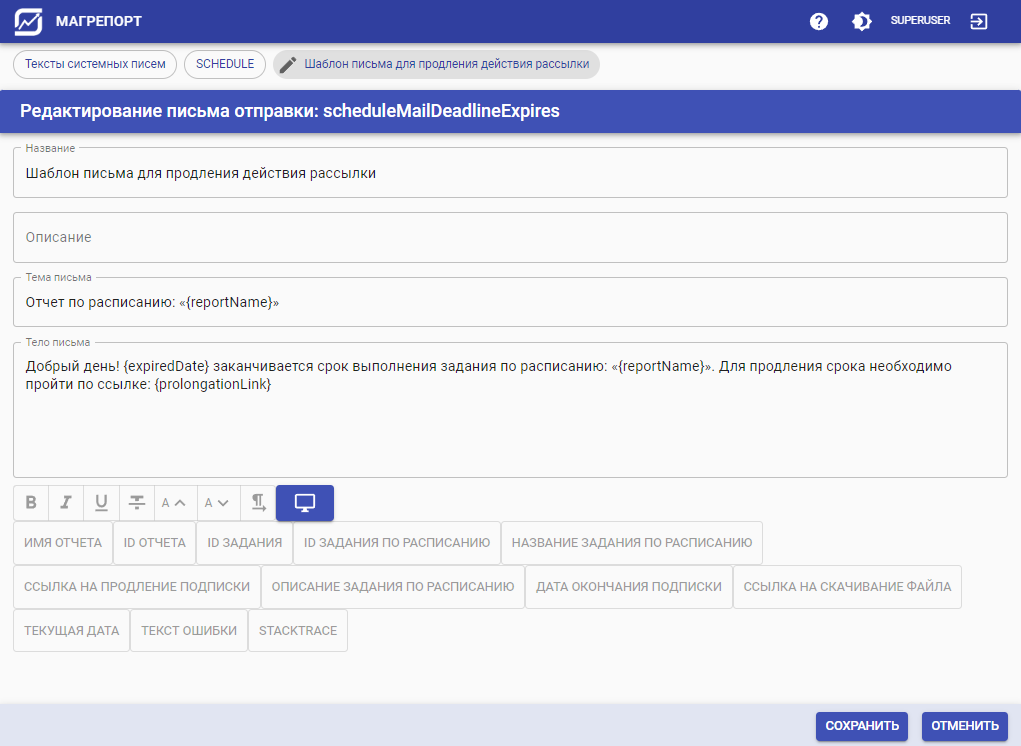 МАГРЕПОРТ
SUPERUSER
Тексты системных писем
SCHEDULE
Шаблон письма для продления действия рассылки
Редактирование письма отправки: scheduleMailDeadlineExpires
Название
Шаблон письма для продления действия рассылки
Описание
Тема письма
Отчет по расписанию: «{reportName}»
Тело письма
Добрый день! {expiredDate} заканчивается срок выполнения задания по расписанию: «{reportName}». Для продления срока необходимо
пройти по ссылке: {prolongationLink}
B I U A A
ИМЯ ОТЧЕТА ID ОТЧЕТА ID ЗАДАНИЯ ID ЗАДАНИЯ ПО РАСПИСАНИЮ НАЗВАНИЕ ЗАДАНИЯ ПО РАСПИСАНИЮ
ССЫЛКА НА ПРОДЛЕНИЕ ПОДПИСКИ ОПИСАНИЕ ЗАДАНИЯ ПО РАСПИСАНИЮ ДАТА ОКОНЧАНИЯ ПОДПИСКИ ССЫЛКА НА СКАЧИВАНИЕ ФАЙЛА
ТЕКУЩАЯ ДАТА ТЕКСТ ОШИБКИ STACKTRACE
СОХРАНИТЬ ОТМЕНИТЬ